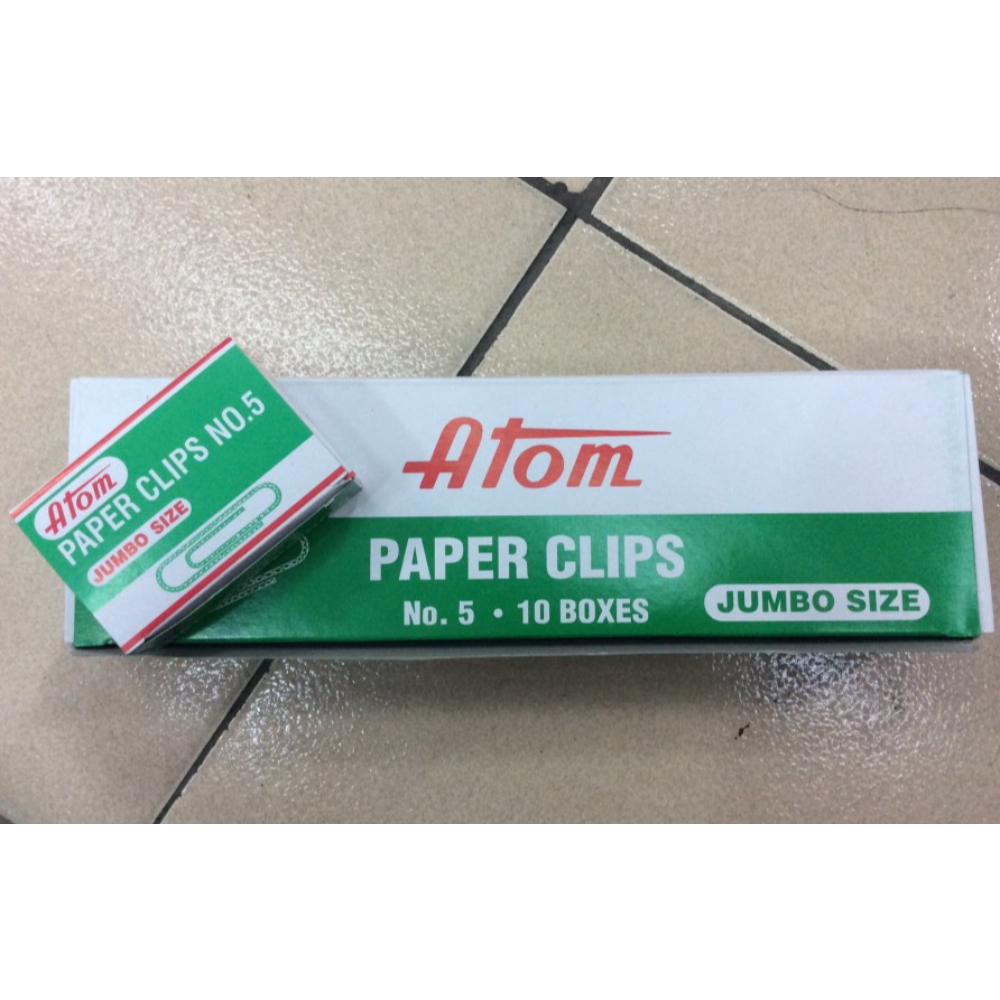 Atom
PAPER CLIPS NO.5
JUMBO SIZE
Atom
PAPER CLIPS
No. 5 • 10 BOXES
JUMBO SIZE